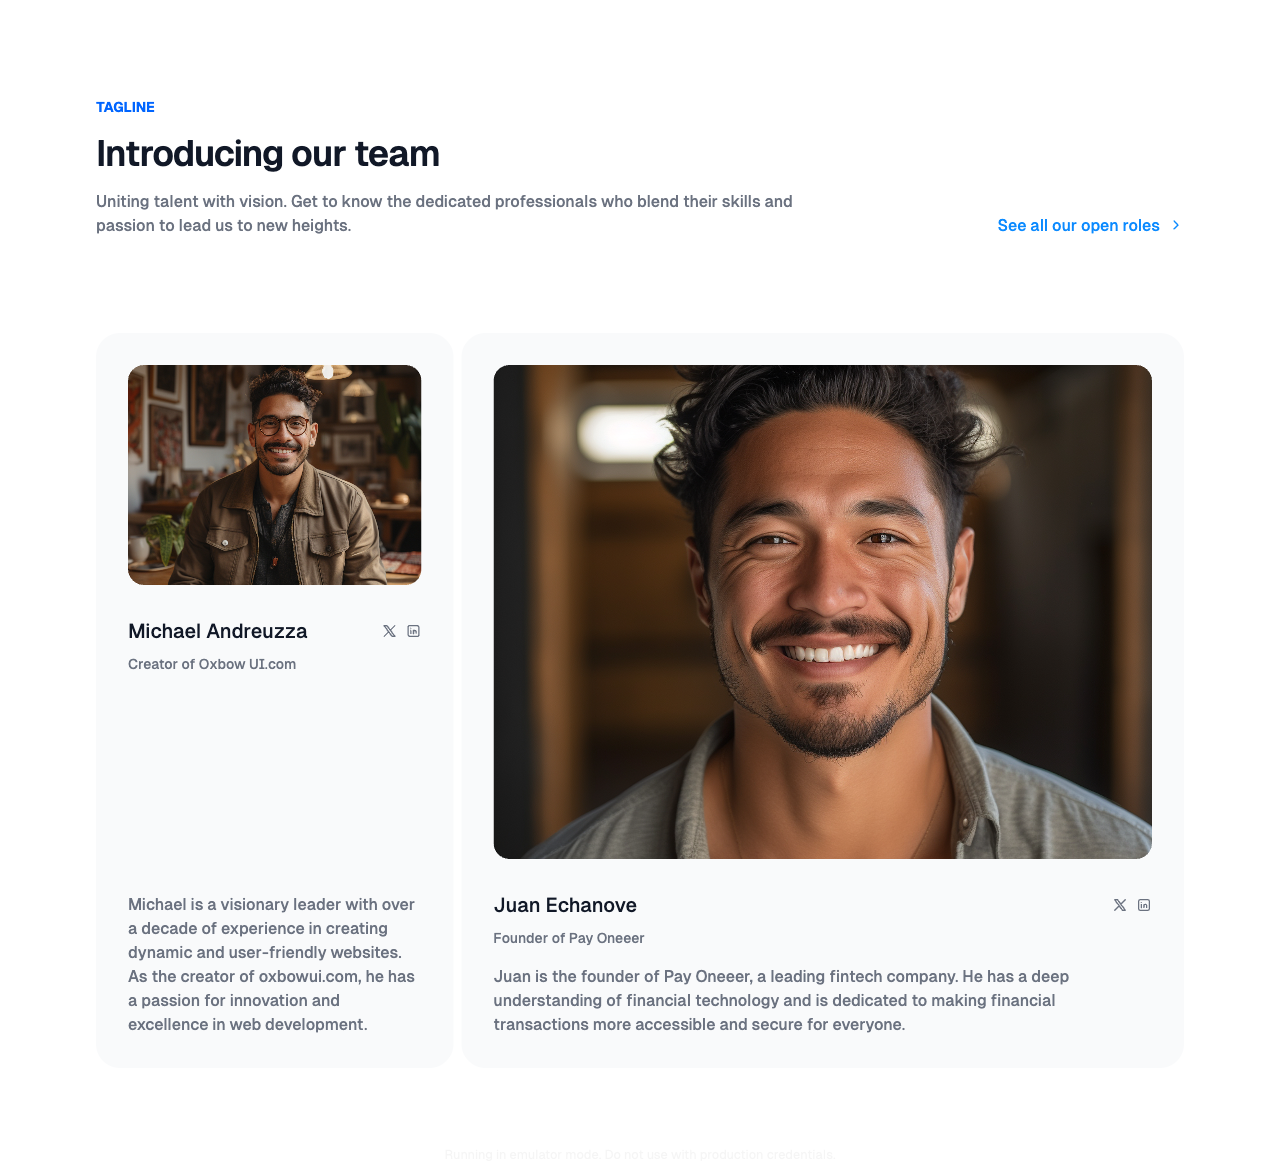 TAGLINE
Introducing our team
Uniting talent with vision. Get to know the dedicated professionals who blend their skills and
passion to lead us to new heights.
See all our open roles
Michael Andreuzza
Creator of Oxbow UI.com
Michael is a visionary leader with over
a decade of experience in creating
dynamic and user-friendly websites.
As the creator of oxbowui.com, he has
a passion for innovation and
excellence in web development.
Juan Echanove
Founder of Pay Oneeer
Juan is the founder of Pay Oneeer, a leading fintech company. He has a deep
understanding of financial technology and is dedicated to making financial
transactions more accessible and secure for everyone.
Running in emulator mode. Do not use with production credentials.